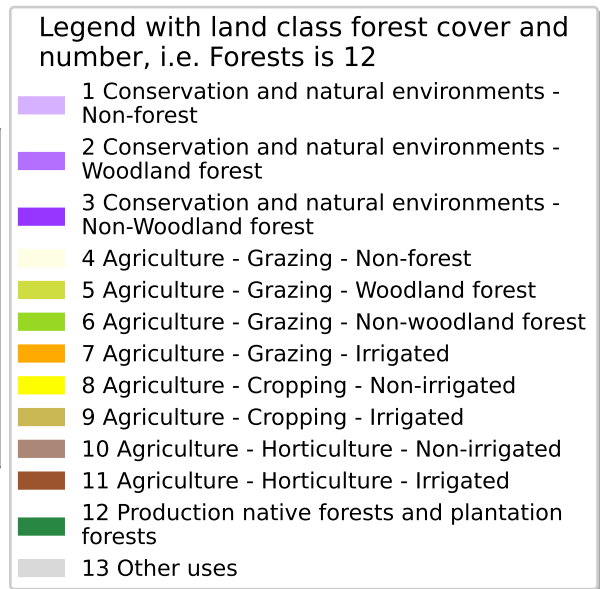 Legend with land class forest cover and
number, i.e. Forests is 12
1 Conservation and natural environments -
Non-forest
2 Conservation and natural environments -
Woodland forest
3 Conservation and natural environments -
Non-Woodland forest
4 Agriculture - Grazing - Non-forest
5 Agriculture - Grazing - Woodland forest
6 Agriculture - Grazing - Non-woodland forest
7 Agriculture - Grazing - Irrigated
8 Agriculture - Cropping - Non-irrigated
9 Agriculture - Cropping - Irrigated
10 Agriculture - Horticulture - Non-irrigated
11 Agriculture - Horticulture - Irrigated
12 Production native forests and plantation
forests
13 Other uses